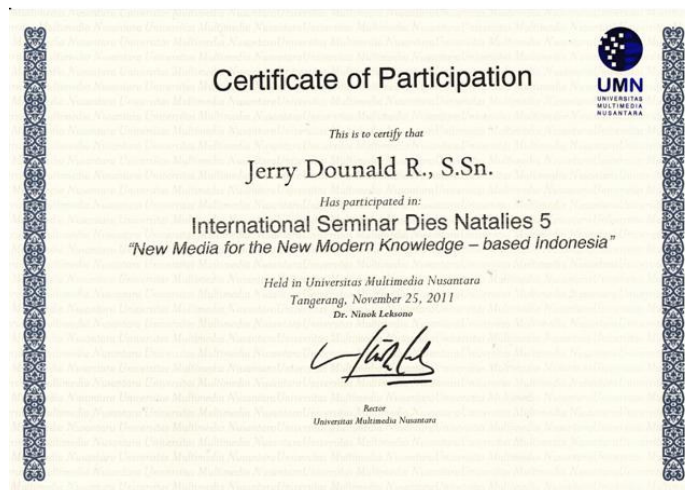 Certificate of Participation
UMN
UNIVERSITAS
MULTIMEDIA
NUSANTARA
This is to certify that
Jerry Dounald R., S.Sn.
Has participated in:
International Seminar Dies Natalies 5
“New Media for the New Modern Knowledge – based Indonesia”
Held in Universitas Multimedia Nusantara
Tangerang, November 25, 2011
Dr. Ninok Leksono
Rector
Universitas Multimedia Nusantara